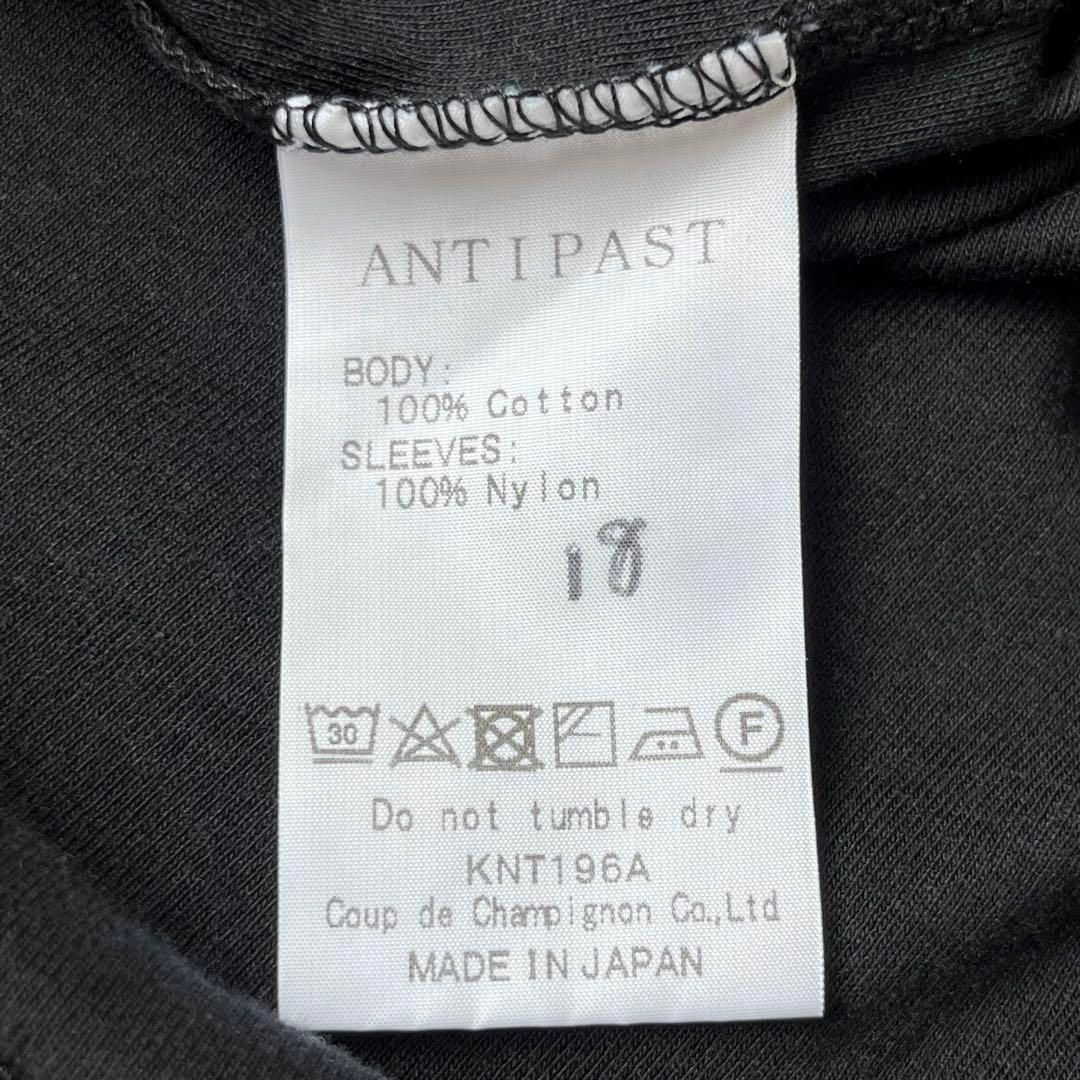 ANTIPAST
BODY:
100% Cotton
SLEEVES:
100% Nylon
18
30
F
Do not tumble dry
KNT196A
Coup de Champignon Co.,Ltd
MADE IN JAPAN